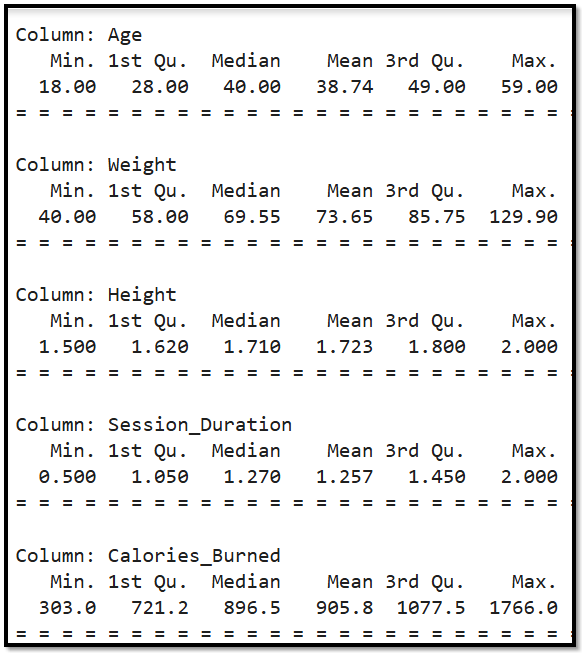 Column: Age
Min. 1st Qu. Median Mean 3rd Qu. Max.
18.00 28.00 40.00 38.74 49.00 59.00
= = = = = = = = = = = = = = = = = = = = = = = = =
Column: Weight
Min. 1st Qu. Median Mean 3rd Qu. Max.
40.00 58.00 69.55 73.65 85.75 129.90
= = = = = = = = = = = = = = = = = = = = = = = = =
Column: Height
Min. 1st Qu. Median Mean 3rd Qu. Max.
1.500 1.620 1.710 1.723 1.800 2.000
= = = = = = = = = = = = = = = = = = = = = = = = =
Column: Session_Duration
Min. 1st Qu. Median Mean 3rd Qu. Max.
0.500 1.050 1.270 1.257 1.450 2.000
= = = = = = = = = = = = = = = = = = = = = = = = =
Column: Calories_Burned
Min. 1st Qu. Median Mean 3rd Qu. Max.
303.0 721.2 896.5 905.8 1077.5 1766.0
= = = = = = = = = = = = = = = = = = = = = = = = =